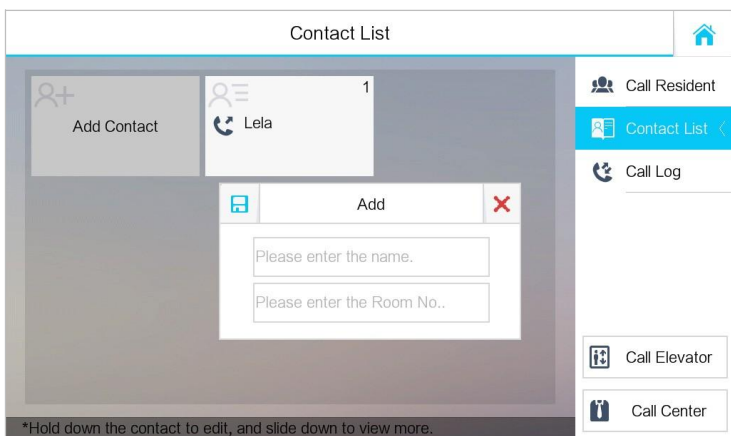 Contact List
1
Add Contact
Lela
Add
Please enter the name.
Please enter the Room No..
*Hold down the contact to edit, and slide down to view more.
Call Resident
Contact List
Call Log
Call Elevator
Call Center